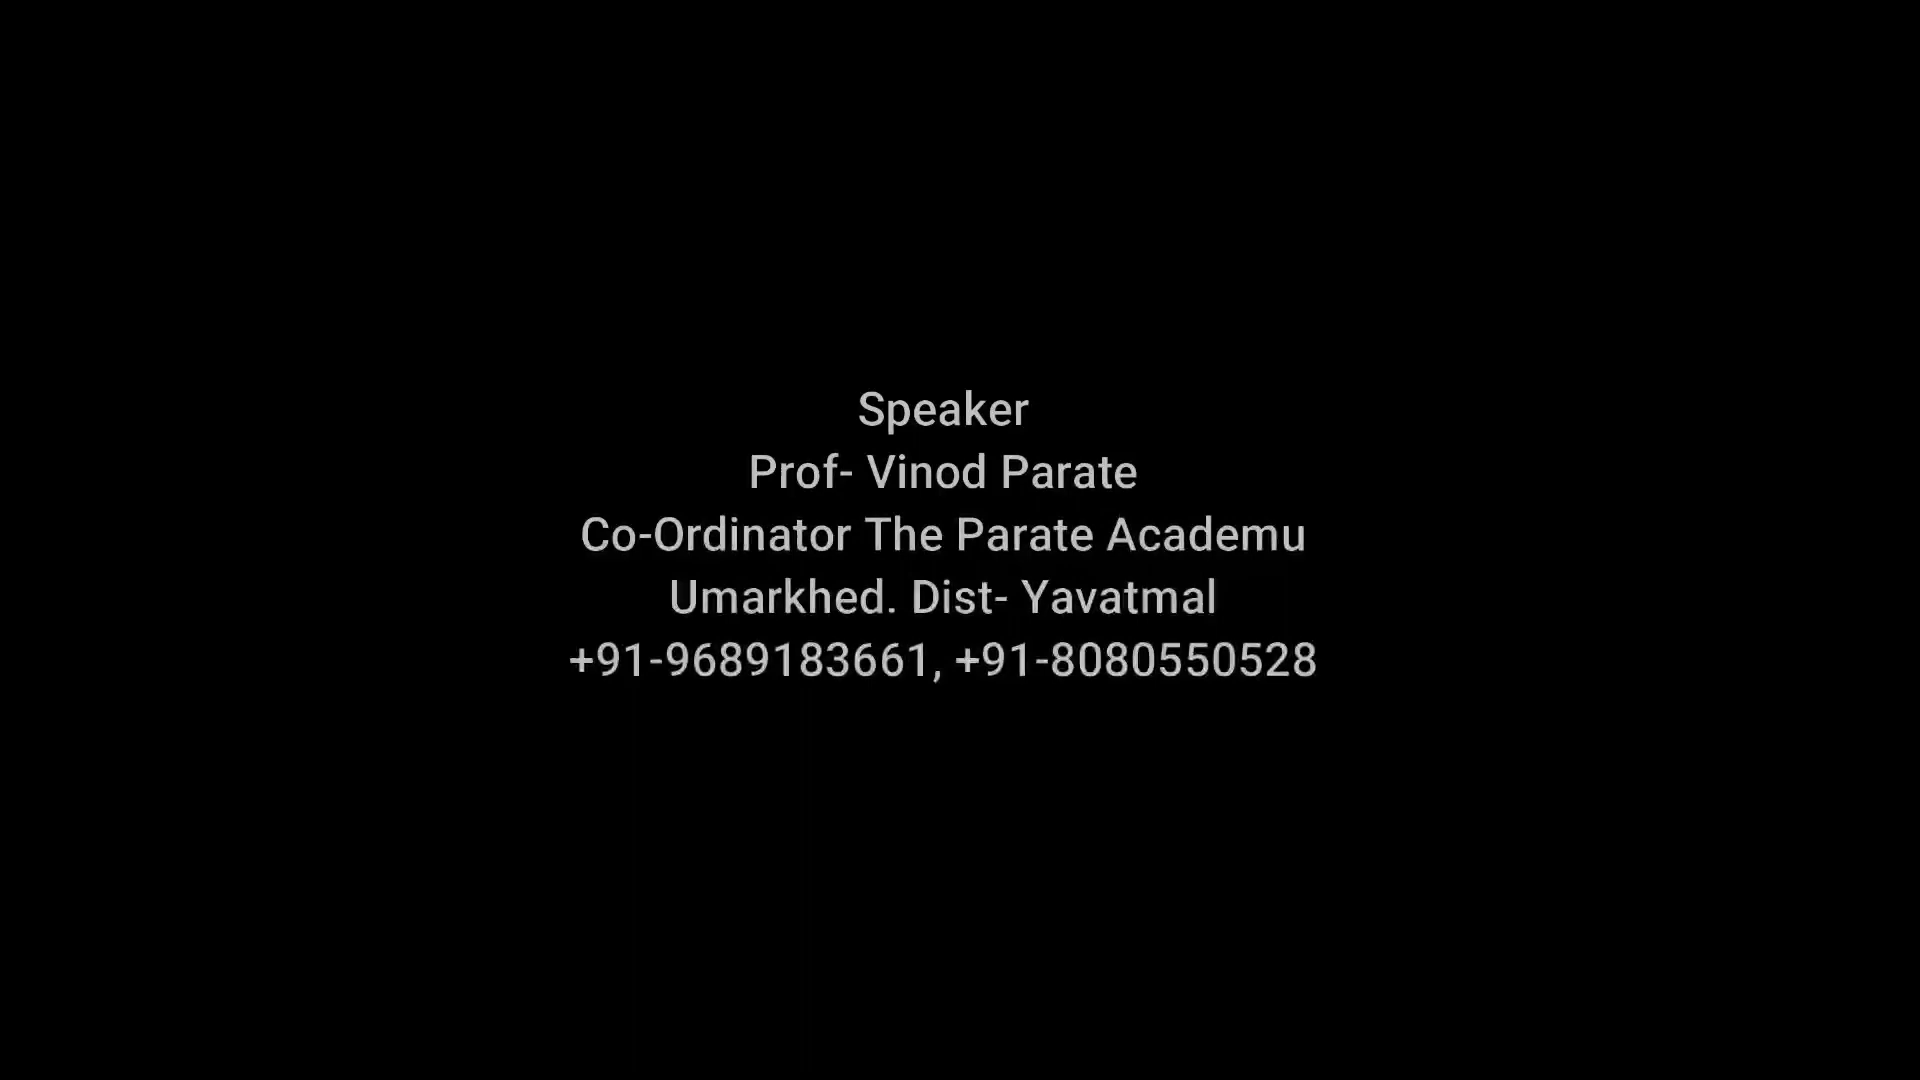 Speaker
Prof- Vinod Parate
Co-Ordinator The Parate Academu
Umarkhed. Dist- Yavatmal
+91-9689183661, +91-8080550528